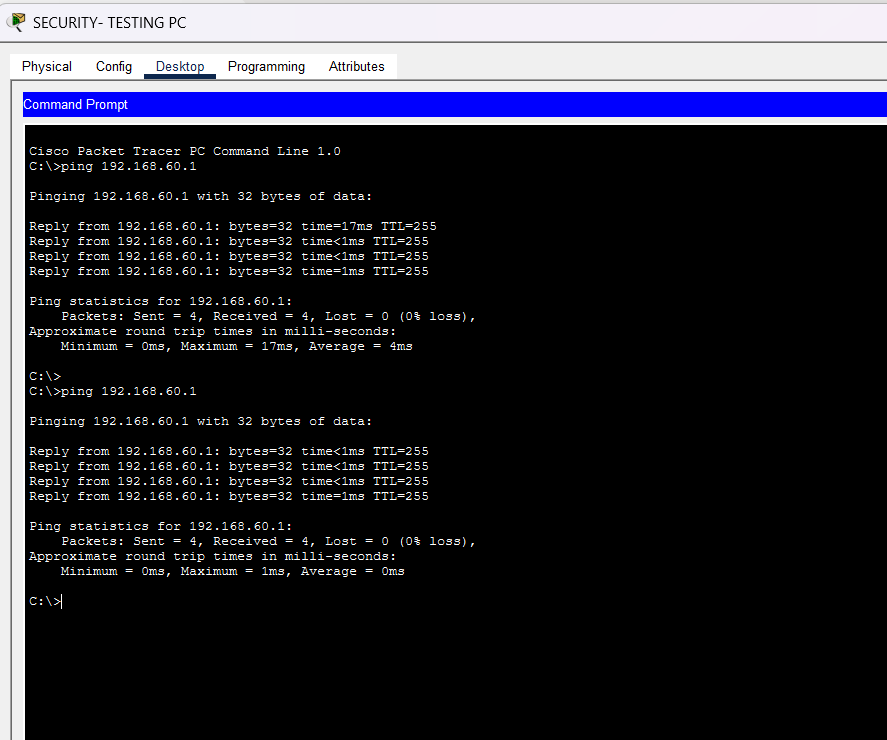 SECURITY- TESTING PC
Physical Config Desktop Programming Attributes
Command Prompt
Cisco Packet Tracer PC Command Line 1.0
C:\>ping 192.168.60.1
Pinging 192.168.60.1 with 32 bytes of data:
Reply from 192.168.60.1: bytes=32 time=17ms TTL=255
Reply from 192.168.60.1: bytes=32 time<1ms TTL=255
Reply from 192.168.60.1: bytes=32 time<1ms TTL=255
Reply from 192.168.60.1: bytes=32 time=1ms TTL=255
Ping statistics for 192.168.60.1:
Packets: Sent = 4, Received = 4, Lost = 0 (0% loss),
Approximate round trip times in milli-seconds:
Minimum = 0ms, Maximum = 17ms, Average = 4ms
C:\>
C:\>ping 192.168.60.1
Pinging 192.168.60.1 with 32 bytes of data:
Reply from 192.168.60.1: bytes=32 time<1ms TTL=255
Reply from 192.168.60.1: bytes=32 time<1ms TTL=255
Reply from 192.168.60.1: bytes=32 time=1ms TTL=255
Reply from 192.168.60.1: bytes=32 time=1ms TTL=255
Ping statistics for 192.168.60.1:
Packets: Sent = 4, Received = 4, Lost = 0 (0% loss),
Approximate round trip times in milli-seconds:
Minimum = 0ms, Maximum = 1ms, Average = 0ms
C:\>